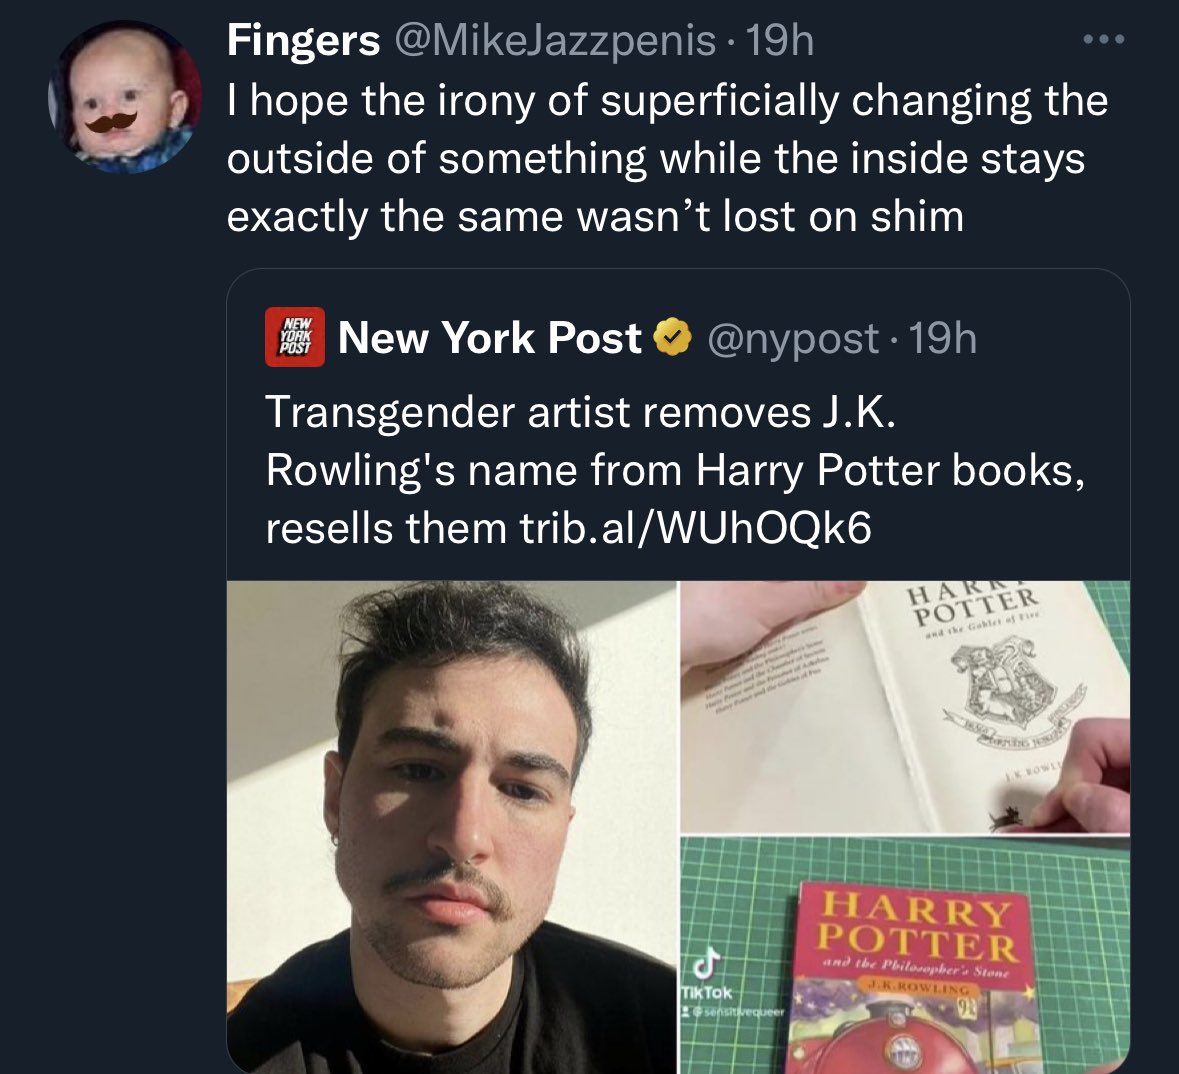 Fingers @MikeJazzpenis · 19h
I hope the irony of superficially changing the
outside of something while the inside stays
exactly the same wasn’t lost on shim
NEW
YORK
POST
New York Post @nypost · 19h
Transgender artist removes J.K.
Rowling's name from Harry Potter books,
resells them trib.al/WUhOQk6
HARRY
POTTER
and the Goblet of Fire
J.K. ROWL
HARRY
POTTER
and the Philosopher's Stone
J.K.ROWLING
9¾
TikTok
@sensitivequeer